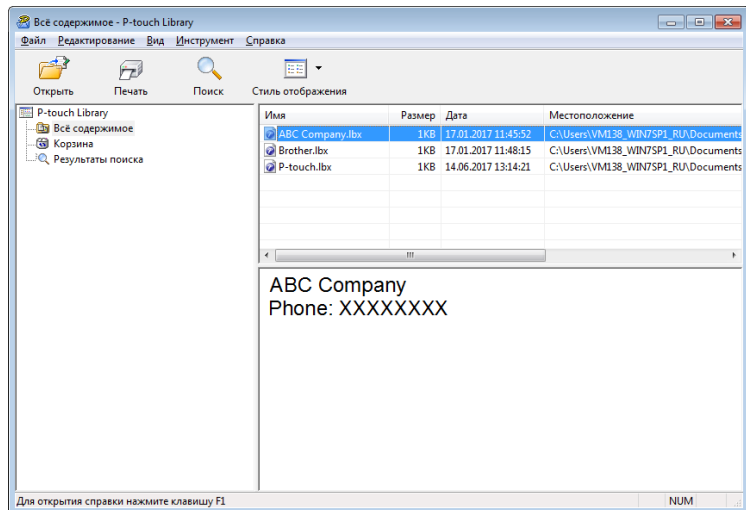 Всё содержимое - P-touch Library
Файл Редактирование Вид Инструмент Справка
Открыть Печать Поиск Стиль отображения
P-touch Library
Всё содержимое
Корзина
Результаты поиска
Имя Размер Дата Местоположение
ABC Company.lbx 1KB 17.01.2017 11:45:52 C:\Users\VM138_WIN7SP1_RU\Documents
Brother.lbx 1KB 17.01.2017 11:48:15 C:\Users\VM138_WIN7SP1_RU\Documents
P-touch.lbx 1KB 14.06.2017 13:14:21 C:\Users\VM138_WIN7SP1_RU\Documents
ABC Company
Phone: XXXXXXXX
Для открытия справки нажмите клавишу F1 NUM